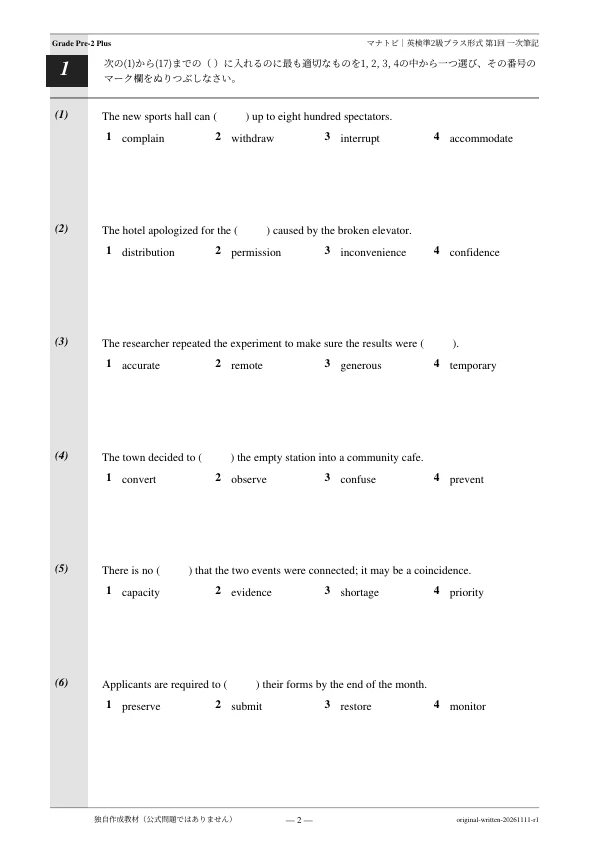 Grade Pre-2 Plus
マナトビ｜英検準2級プラス形式 第1回 一次筆記
1
次の(1)から(17)までの（ ）に入れるのに最も適切なものを1, 2, 3, 4の中から一つ選び、その番号の
マーク欄をぬりつぶしなさい。
(1) The new sports hall can (　　) up to eight hundred spectators.
1 complain 2 withdraw 3 interrupt 4 accommodate
(2) The hotel apologized for the (　　) caused by the broken elevator.
1 distribution 2 permission 3 inconvenience 4 confidence
(3) The researcher repeated the experiment to make sure the results were (　　).
1 accurate 2 remote 3 generous 4 temporary
(4) The town decided to (　　) the empty station into a community cafe.
1 convert 2 observe 3 confuse 4 prevent
(5) There is no (　　) that the two events were connected; it may be a coincidence.
1 capacity 2 evidence 3 shortage 4 priority
(6) Applicants are required to (　　) their forms by the end of the month.
1 preserve 2 submit 3 restore 4 monitor
独自作成教材（公式問題ではありません）
— 2 —
original-written-20261111-r1